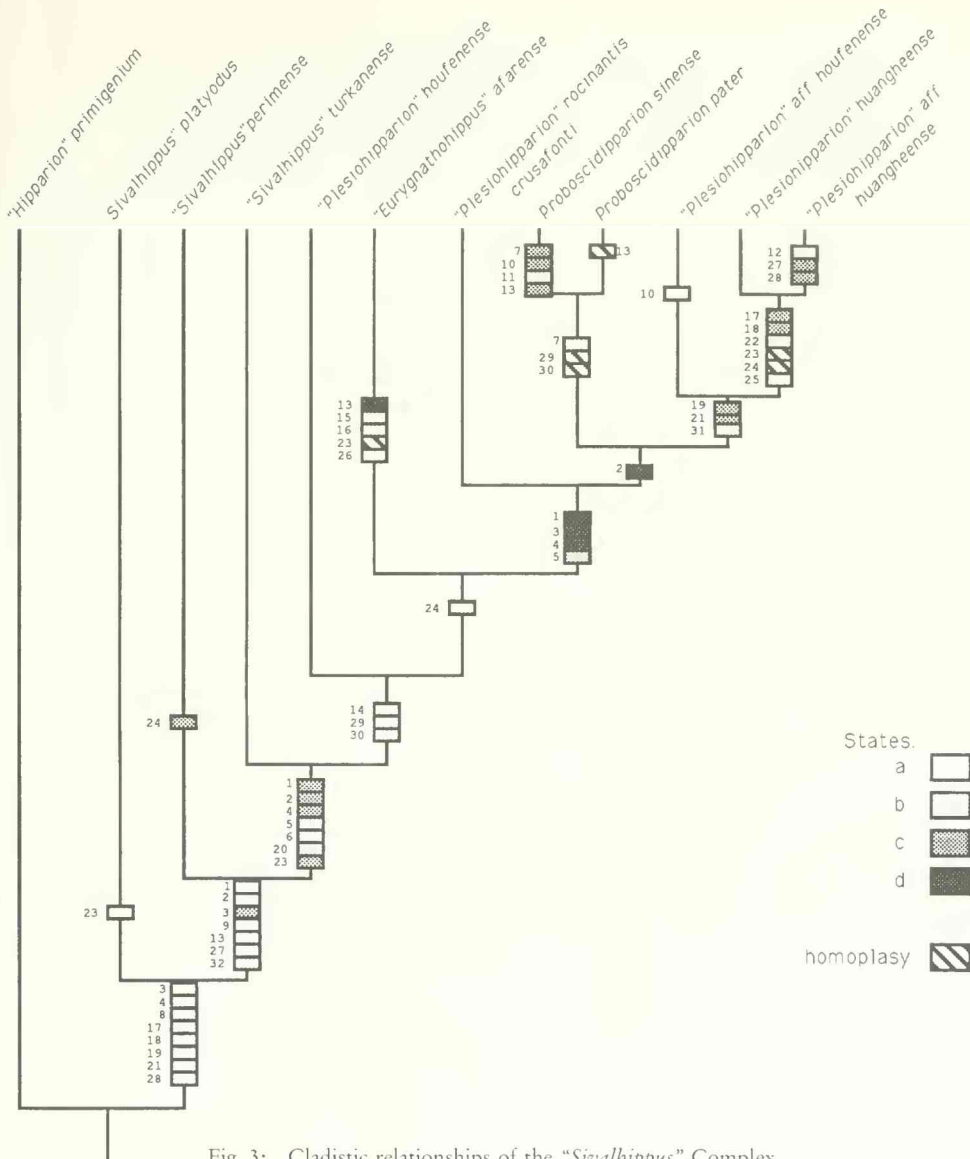 "Hipparion" primigenium
Sivalhippus" platyodus
"Sivalhippus"perimense
"Sivalhippus" turkanense
"Plesiohipparion" houfenense
"Eurygnathohippus" afarense
"Plesiohipparion" rocinantis
crusafonti
Proboscidipparion sinense
Proboscidipparion pater
"Plesiohipparion" aff houfenense
"Plesiohipparion" huangheense
"Plesiohipparion" aff
huangheense
7
10
11
13
13
12
27
28
10
17
18
22
23
24
25
7
29
30
13
15
16
23
26
19
21
31
2
1
3
4
5
24
14
29
30
24
1
2
4
5
6
20
23
1
2
3
9
13
27
32
23
3
4
8
17
18
19
21
28
States.
a
b
c
d
homoplasy
Fig. 3: Cladistic relationships of the "Sivalhippus" Complex